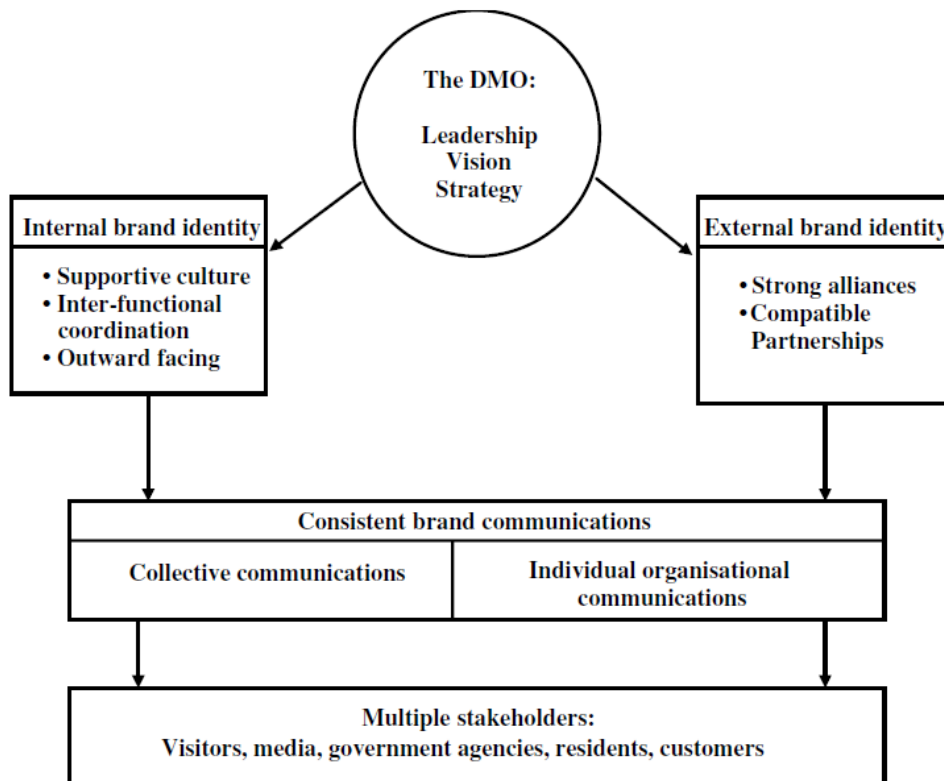 The DMO:
Leadership
Vision
Strategy
Internal brand identity
• Supportive culture
• Inter-functional
coordination
• Outward facing
External brand identity
• Strong alliances
• Compatible
Partnerships
Consistent brand communications
Collective communications
Individual organisational
communications
Multiple stakeholders:
Visitors, media, government agencies, residents, customers